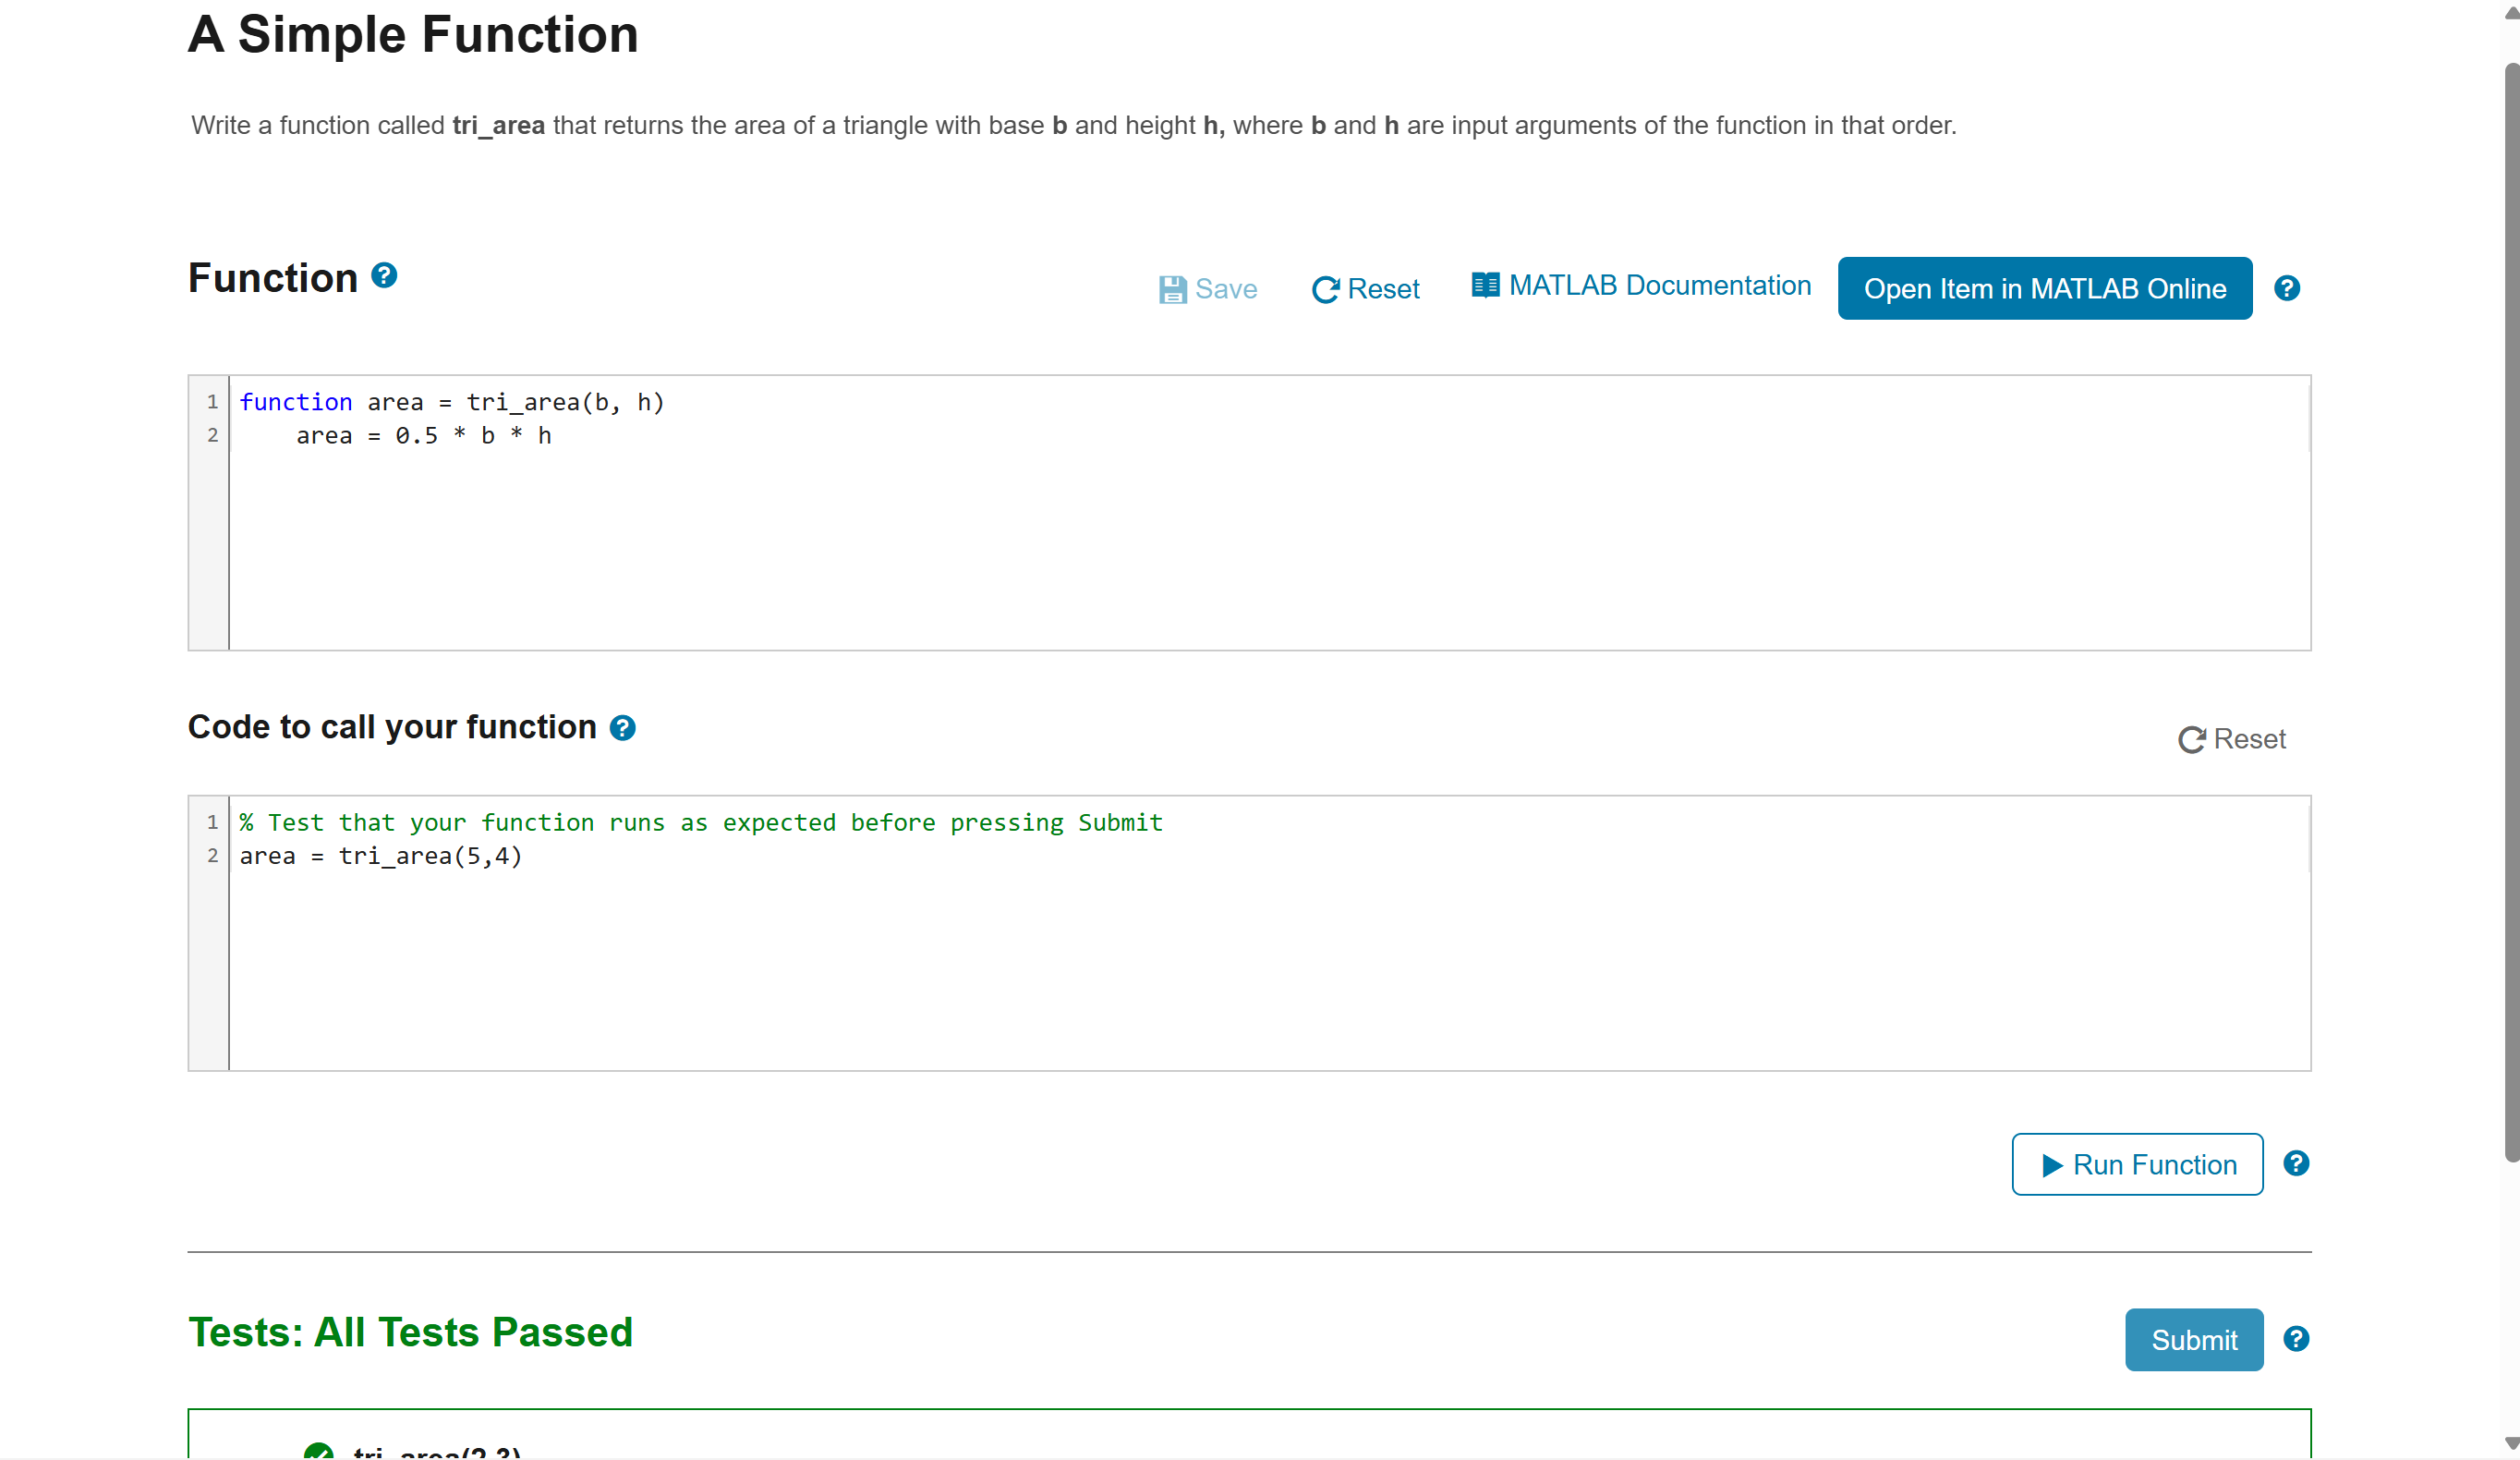 A Simple Function
Write a function called tri_area that returns the area of a triangle with base b and height h, where b and h are input arguments of the function in that order.
Function ?
Save Reset MATLAB Documentation Open Item in MATLAB Online ?
1 function area = tri_area(b, h)
2     area = 0.5 * b * h
Code to call your function ?
Reset
1 % Test that your function runs as expected before pressing Submit
2 area = tri_area(5,4)
Run Function ?
Tests: All Tests Passed
Submit ?
tri_area(2,3)